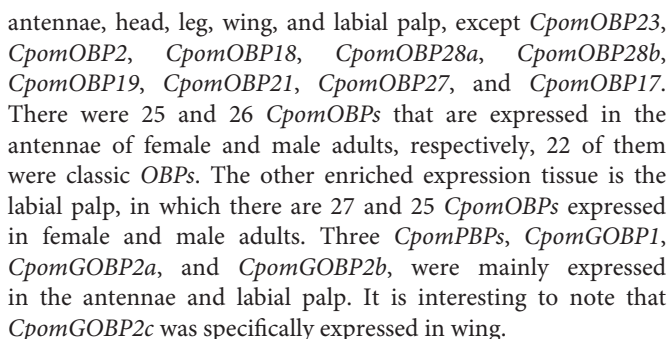 antennae, head, leg, wing, and labial palp, except CpomOBP23,
CpomOBP2, CpomOBP18, CpomOBP28a, CpomOBP28b,
CpomOBP19, CpomOBP21, CpomOBP27, and CpomOBP17.
There were 25 and 26 CpomOBPs that are expressed in the
antennae of female and male adults, respectively, 22 of them
were classic OBPs. The other enriched expression tissue is the
labial palp, in which there are 27 and 25 CpomOBPs expressed
in female and male adults. Three CpomPBPs, CpomGOBP1,
CpomGOBP2a, and CpomGOBP2b, were mainly expressed
in the antennae and labial palp. It is interesting to note that
CpomGOBP2c was specifically expressed in wing.